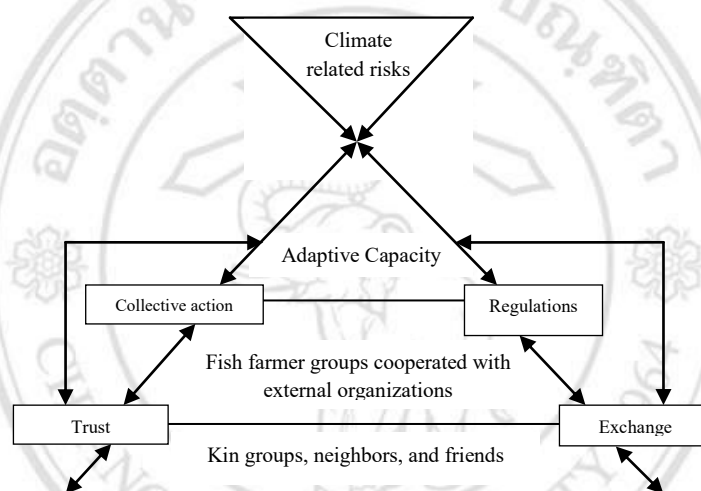 Climate
related risks
Adaptive Capacity
Collective action
Regulations
Fish farmer groups cooperated with
external organizations
Trust
Exchange
Kin groups, neighbors, and friends